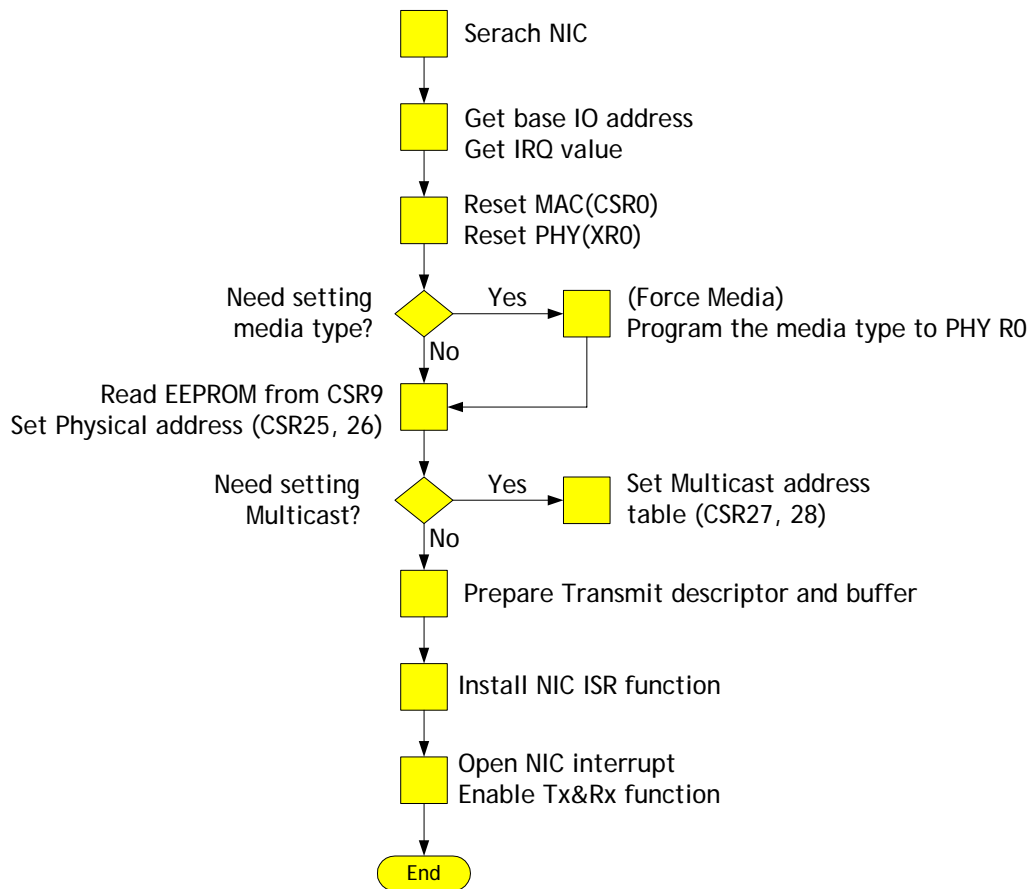 Serach NIC
Get base IO address
Get IRQ value
Reset MAC(CSR0)
Reset PHY(XR0)
Need setting
media type?
Yes
(Force Media)
Program the media type to PHY R0
No
Read EEPROM from CSR9
Set Physical address (CSR25, 26)
Need setting
Multicast?
Yes
Set Multicast address
table (CSR27, 28)
No
Prepare Transmit descriptor and buffer
Install NIC ISR function
Open NIC interrupt
Enable Tx&Rx function
End